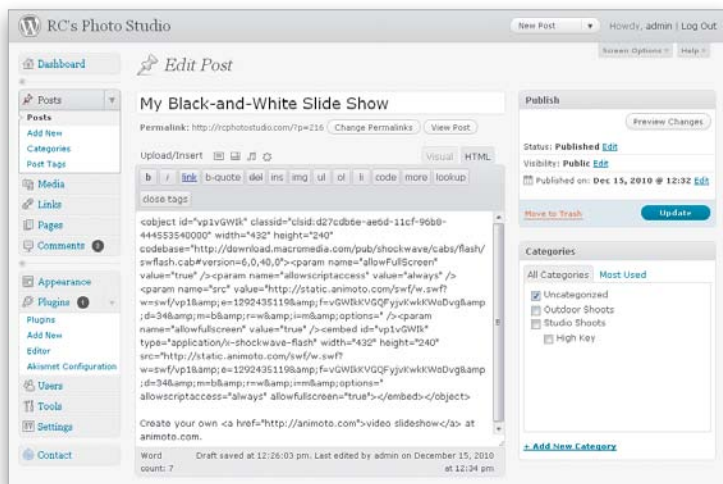 RC's Photo Studio
New Post
Howdy, admin | Log Out
Screen Options
Help
Dashboard
Edit Post
Posts
Posts
Add New
Categories
Post Tags
Media
Links
Pages
Comments
Appearance
Plugins
Plugins
Add New
Editor
Akismet Configuration
Users
Tools
Settings
Contact
My Black-and-White Slide Show
Permalink: http://rcphotostudio.com/?p=216 Change Permalinks View Post
Upload/Insert
Visual HTML
b i link b-quote del ins img ul ol li code more lookup
close tags
<object id="vp1vGWIk" classid="clsid:d27cdb6e-ae6d-11cf-96b8-
444553540000" width="432" height="240"
codebase="http://download.macromedia.com/pub/shockwave/cabs/flash/
swflash.cab#version=6,0,40,0"><param name="allowFullScreen"
value="true" /><param name="allowscriptaccess" value="always" />
<param name="src" value="http://static.animoto.com/swf/w.swf?
w=swf/vp1&amp;e=1292435119&amp;f=vGWIkKVGQFyjvKwkKWoDvg&amp
;d=34&amp;m=b&amp;r=w&amp;i=m&amp;options=" /><param
name="allowfullscreen" value="true" /><embed id="vp1vGWIk"
type="application/x-shockwave-flash" width="432" height="240"
src="http://static.animoto.com/swf/w.swf?
w=swf/vp1&amp;e=1292435119&amp;f=vGWIkKVGQFyjvKwkKWoDvg&amp
;d=34&amp;m=b&amp;r=w&amp;i=m&amp;options="
allowscriptaccess="always" allowfullscreen="true"></embed></object>
Create your own <a href="http://animoto.com">video slideshow</a> at
animoto.com.
Word
count: 7
Draft saved at 12:26:03 pm. Last edited by admin on December 15, 2010
at 12:34 pm
Publish
Preview Changes
Status: Published Edit
Visibility: Public Edit
Published on: Dec 15, 2010 @ 12:32 Edit
Move to Trash
Update
Categories
All Categories Most Used
Uncategorized
Outdoor Shoots
Studio Shoots
High Key
+ Add New Category